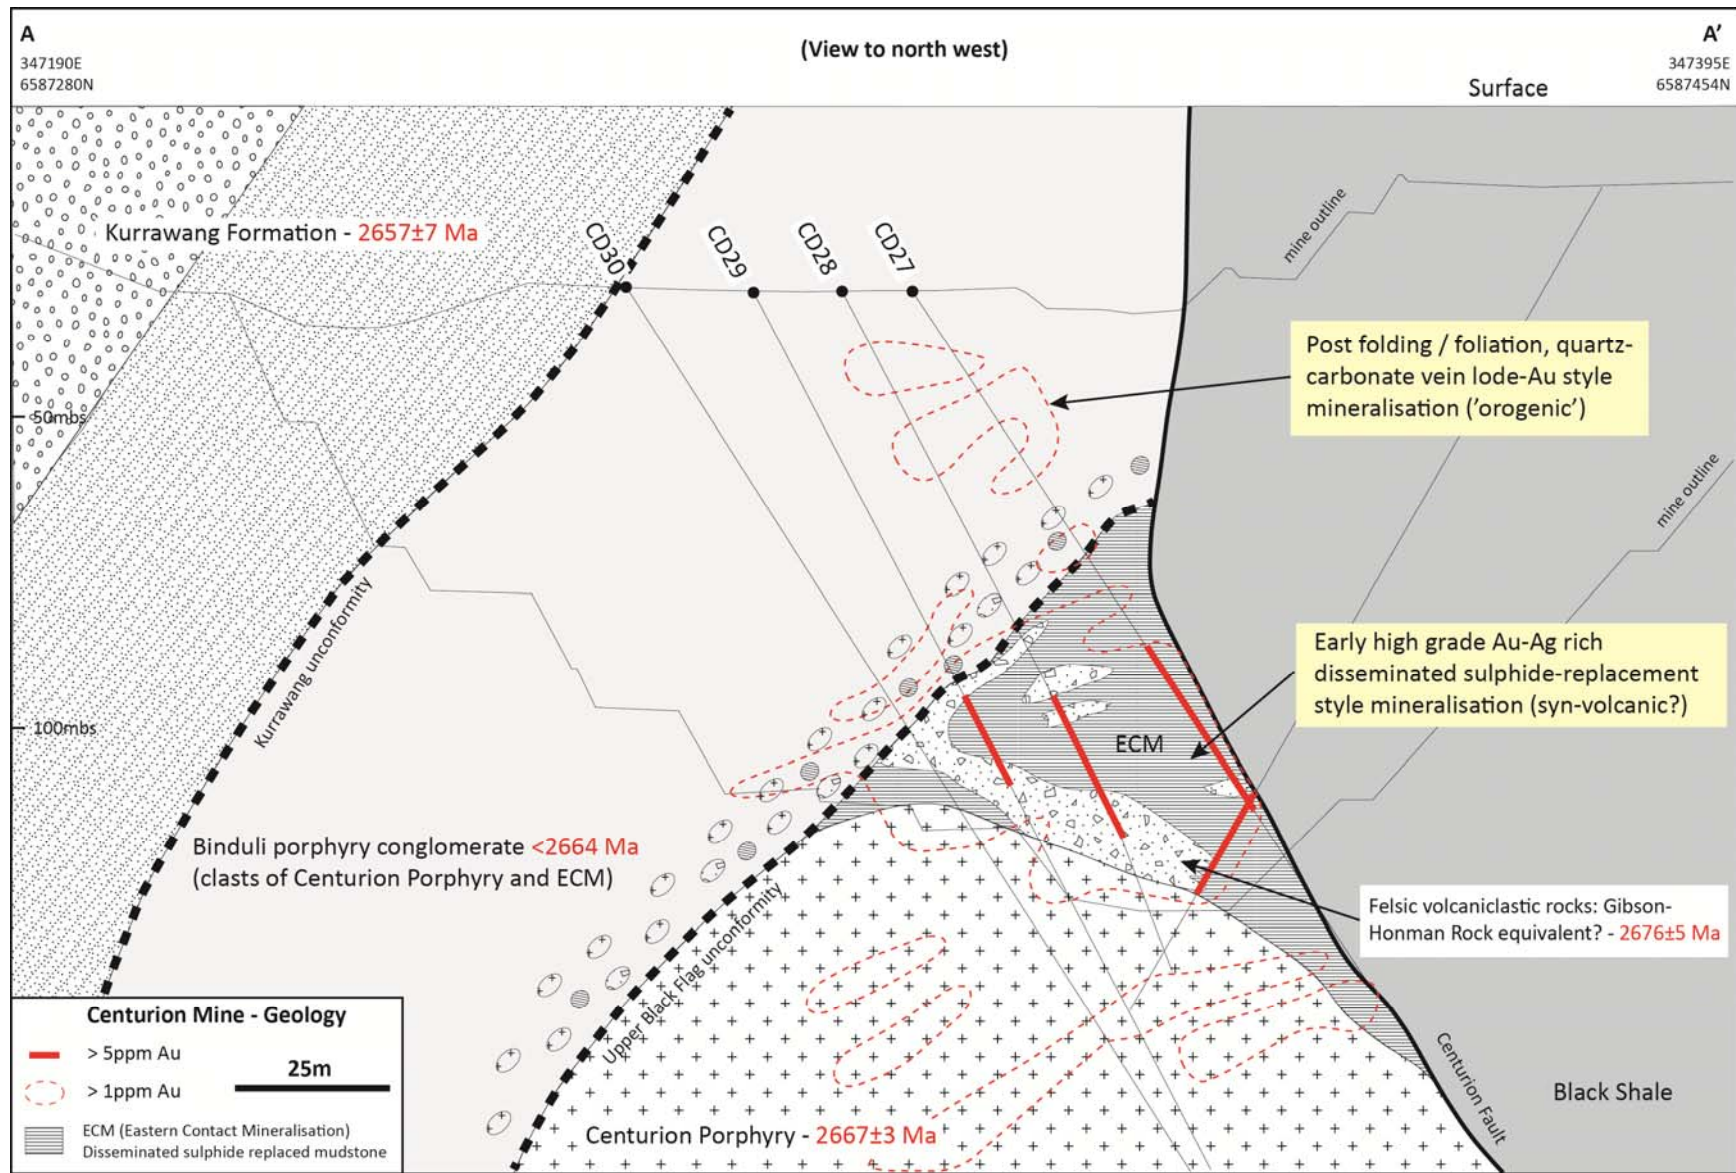 A
347190E
6587280N
(View to north west)
A'
347395E
6587454N
Surface
mine outline
Kurrawang Formation - 2657±7 Ma
CD30
CD29
CD28
CD27
Post folding / foliation, quartz-
carbonate vein lode-Au style
mineralisation ('orogenic')
50mbs
mine outline
Kurrawang unconformity
Early high grade Au-Ag rich
disseminated sulphide-replacement
style mineralisation (syn-volcanic?)
100mbs
ECM
Binduli porphyry conglomerate <2664 Ma
(clasts of Centurion Porphyry and ECM)
Felsic volcaniclastic rocks: Gibson-
Honman Rock equivalent? - 2676±5 Ma
Upper Black Flag unconformity
Centurion Mine - Geology
> 5ppm Au
25m
> 1ppm Au
ECM (Eastern Contact Mineralisation)
Disseminated sulphide replaced mudstone
Centurion Porphyry - 2667±3 Ma
Centurion Fault
Black Shale